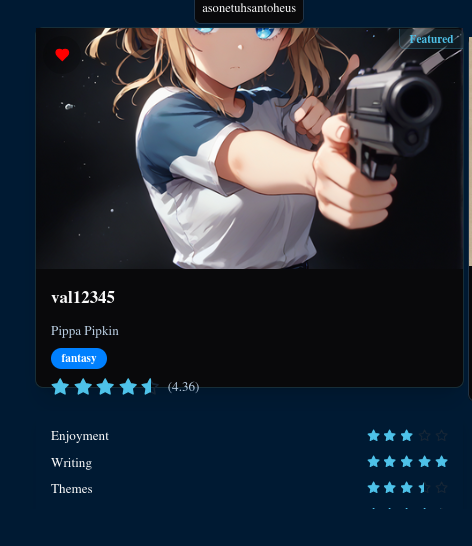 asonetuhsantoheus
Featured
val12345
Pippa Pipkin
fantasy
(4.36)
Enjoyment
Writing
Themes